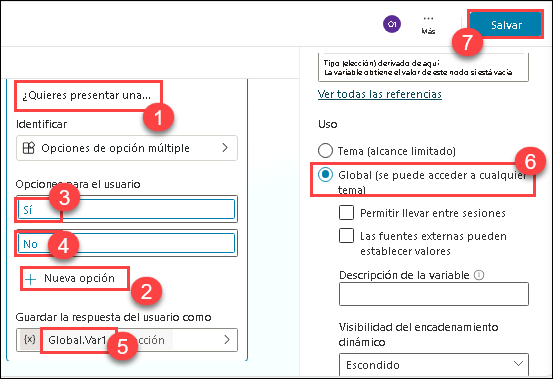 O1
...
Más
Salvar
7
¿Quieres presentar una...
1
Identificar
Opciones de opción múltiple
Opciones para el usuario
3
Sí
4
No
+ Nueva opción
2
Guardar la respuesta del usuario como
{x} Global.Var1 5
Tipo (elección) derivado de aquí
La variable obtiene el valor de este nodo si está vacía
Ver todas las referencias
Uso
Tema (alcance limitado)
6
Global (se puede acceder a cualquier
tema)
Permitir llevar entre sesiones
Las fuentes externas pueden
establecer valores
Descripción de la variable
Visibilidad del encadenamiento
dinámico
Escondido